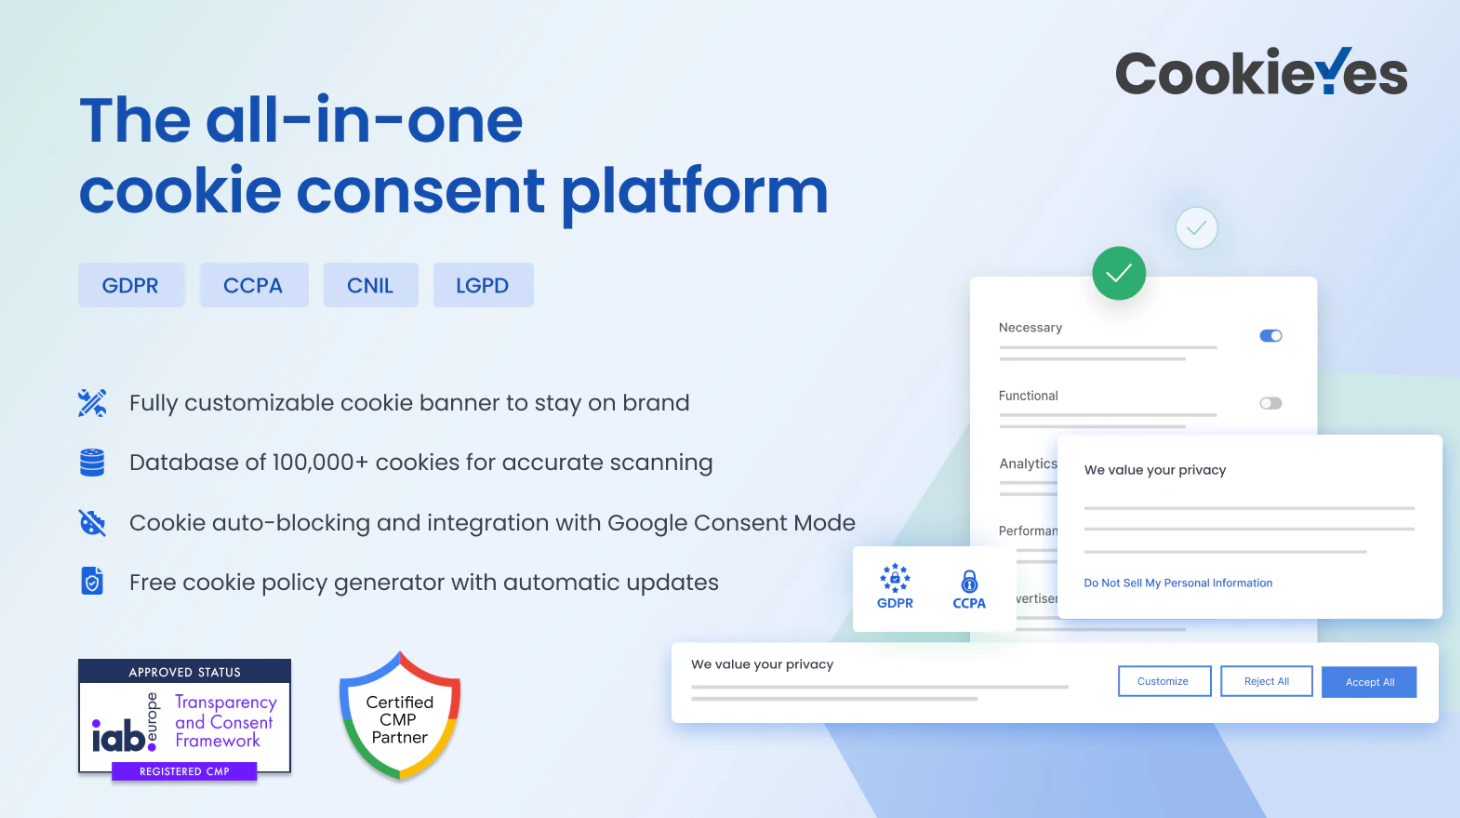 CookieYes
The all-in-one
cookie consent platform
GDPR
CCPA
CNIL
LGPD
Fully customizable cookie banner to stay on brand
Database of 100,000+ cookies for accurate scanning
Cookie auto-blocking and integration with Google Consent Mode
Free cookie policy generator with automatic updates
APPROVED STATUS
iab.
europe
Transparency
and Consent
Framework
REGISTERED CMP
Certified
CMP
Partner
Necessary
Functional
Analytics
Performan
vertiser
We value your privacy
Do Not Sell My Personal Information
GDPR
CCPA
We value your privacy
Customize
Reject All
Accept All